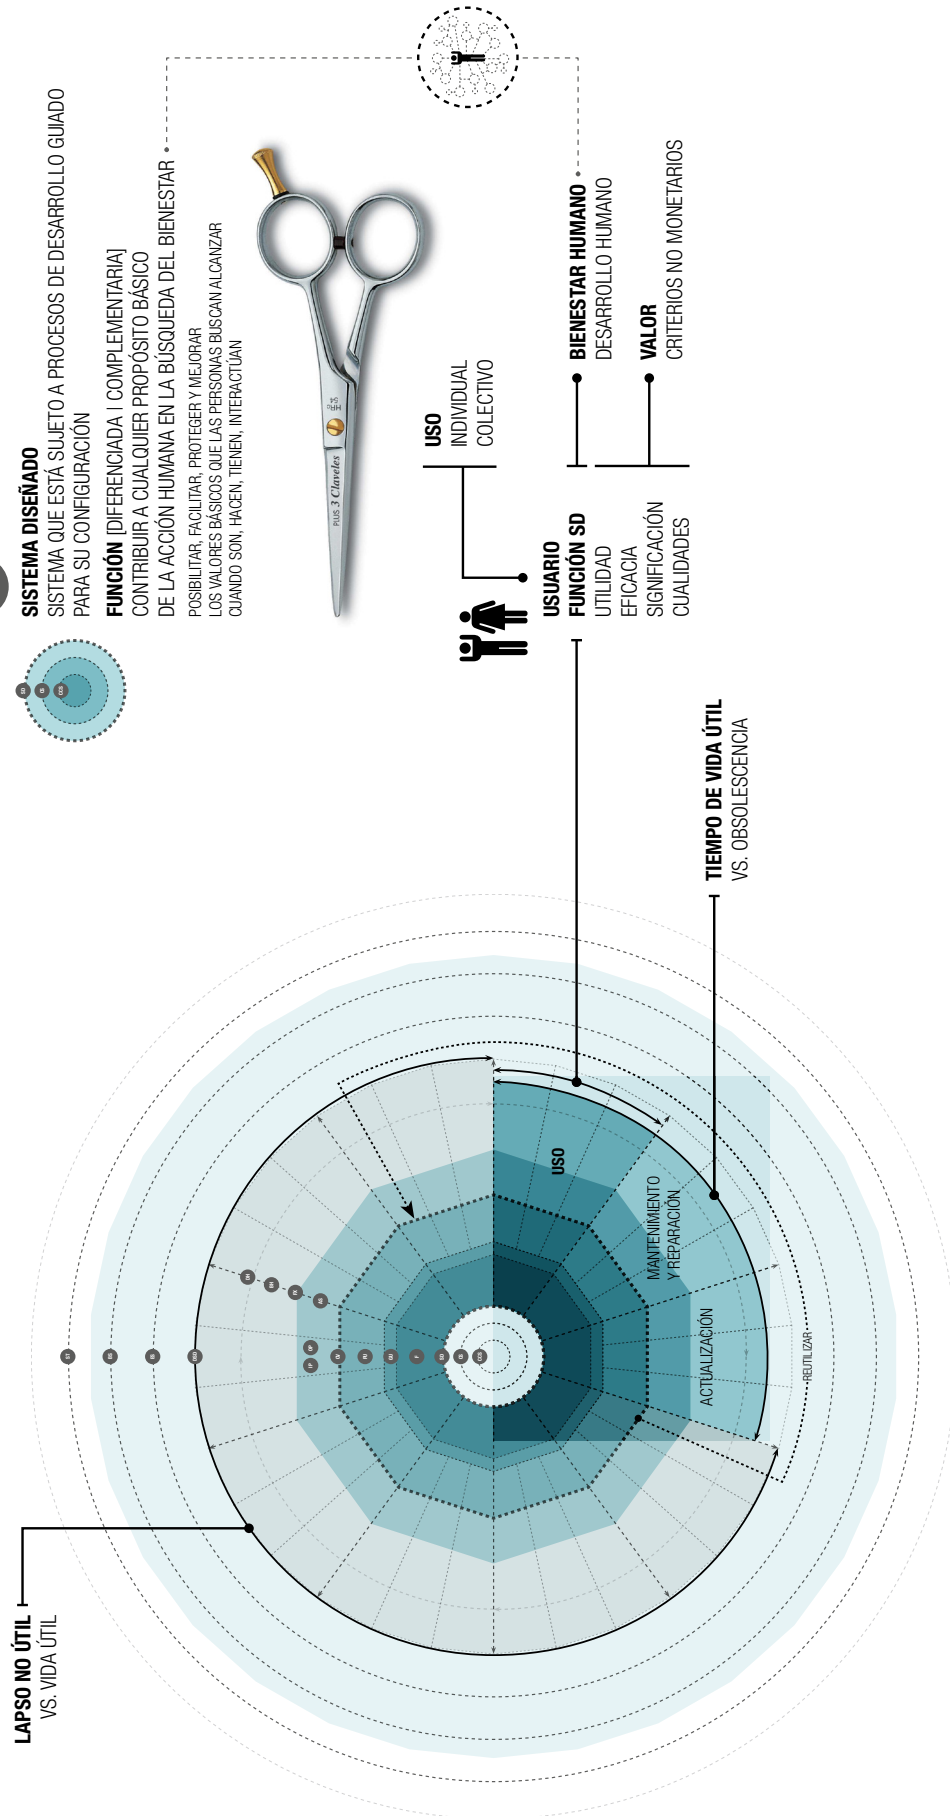 SISTEMA DISEÑADO
SISTEMA QUE ESTÁ SUJETO A PROCESOS DE DESARROLLO GUIADO
PARA SU CONFIGURACIÓN
FUNCIÓN [DIFERENCIADA | COMPLEMENTARIA]
CONTRIBUIR A CUALQUIER PROPÓSITO BÁSICO
DE LA ACCIÓN HUMANA EN LA BÚSQUEDA DEL BIENESTAR
POSIBILITAR, FACILITAR, PROTEGER Y MEJORAR
LOS VALORES BÁSICOS QUE LAS PERSONAS BUSCAN ALCANZAR
CUANDO SON, HACEN, TIENEN, INTERACTÚAN
PLUS 3 Claveles
USO
INDIVIDUAL
COLECTIVO
USUARIO
FUNCIÓN SD
UTILIDAD
EFICACIA
SIGNIFICACIÓN
CUALIDADES
BIENESTAR HUMANO
DESARROLLO HUMANO
VALOR
CRITERIOS NO MONETARIOS
LAPSO NO ÚTIL
VS. VIDA ÚTIL
USO
MANTENIMIENTO
Y REPARACIÓN
ACTUALIZACIÓN
REUTILIZAR
TIEMPO DE VIDA ÚTIL
VS. OBSOLESCENCIA